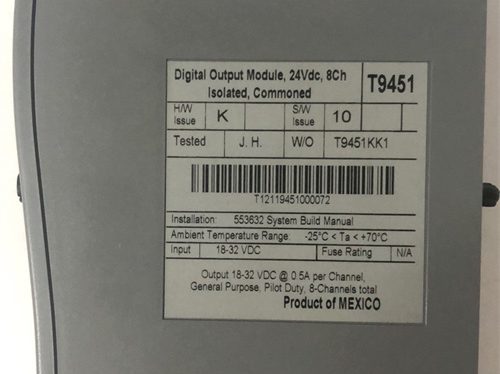 Digital Output Module, 24Vdc, 8Ch
Isolated, Commoned
T9451
H/W Issue K S/W Issue 10
Tested J. H. W/O T9451KK1
T12119451000072
Installation: 553632 System Build Manual
Ambient Temperature Range: -25°C < Ta < +70°C
Input 18-32 VDC Fuse Rating N/A
Output 18-32 VDC @ 0.5A per Channel,
General Purpose, Pilot Duty, 8-Channels total
Product of MEXICO